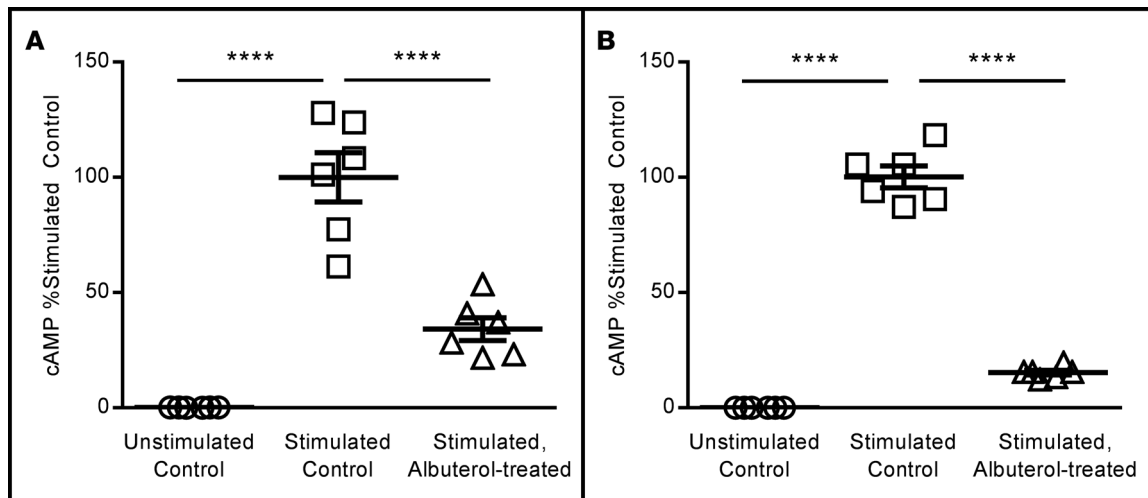 A
cAMP %Stimulated Control
150
100
50
0
****
****
Unstimulated
Control
Stimulated
Control
Stimulated,
Albuterol-treated
B
cAMP %Stimulated Control
150
100
50
0
****
****
Unstimulated
Control
Stimulated
Control
Stimulated,
Albuterol-treated